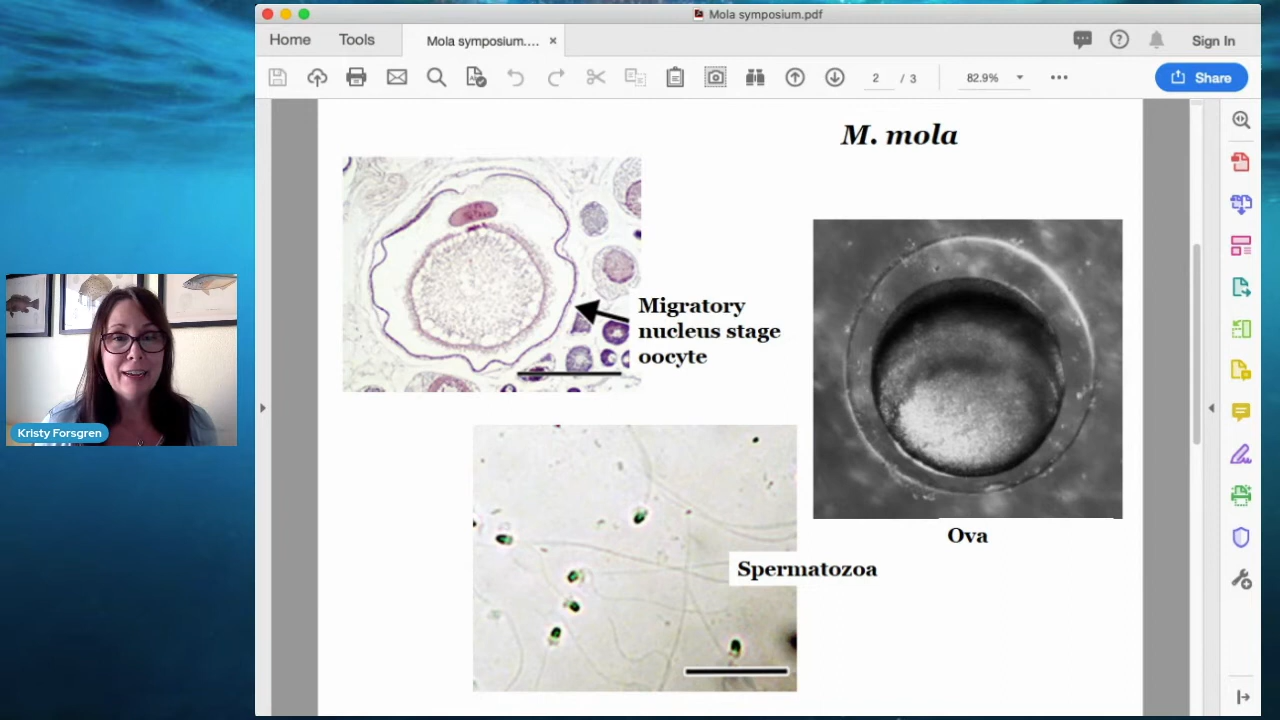 Mola symposium.pdf
Home
Tools
Mola symposium....
×
Sign In
2 / 3
82.9%
Share
M. mola
Migratory
nucleus stage
oocyte
Kristy Forsgren
Ova
Spermatozoa